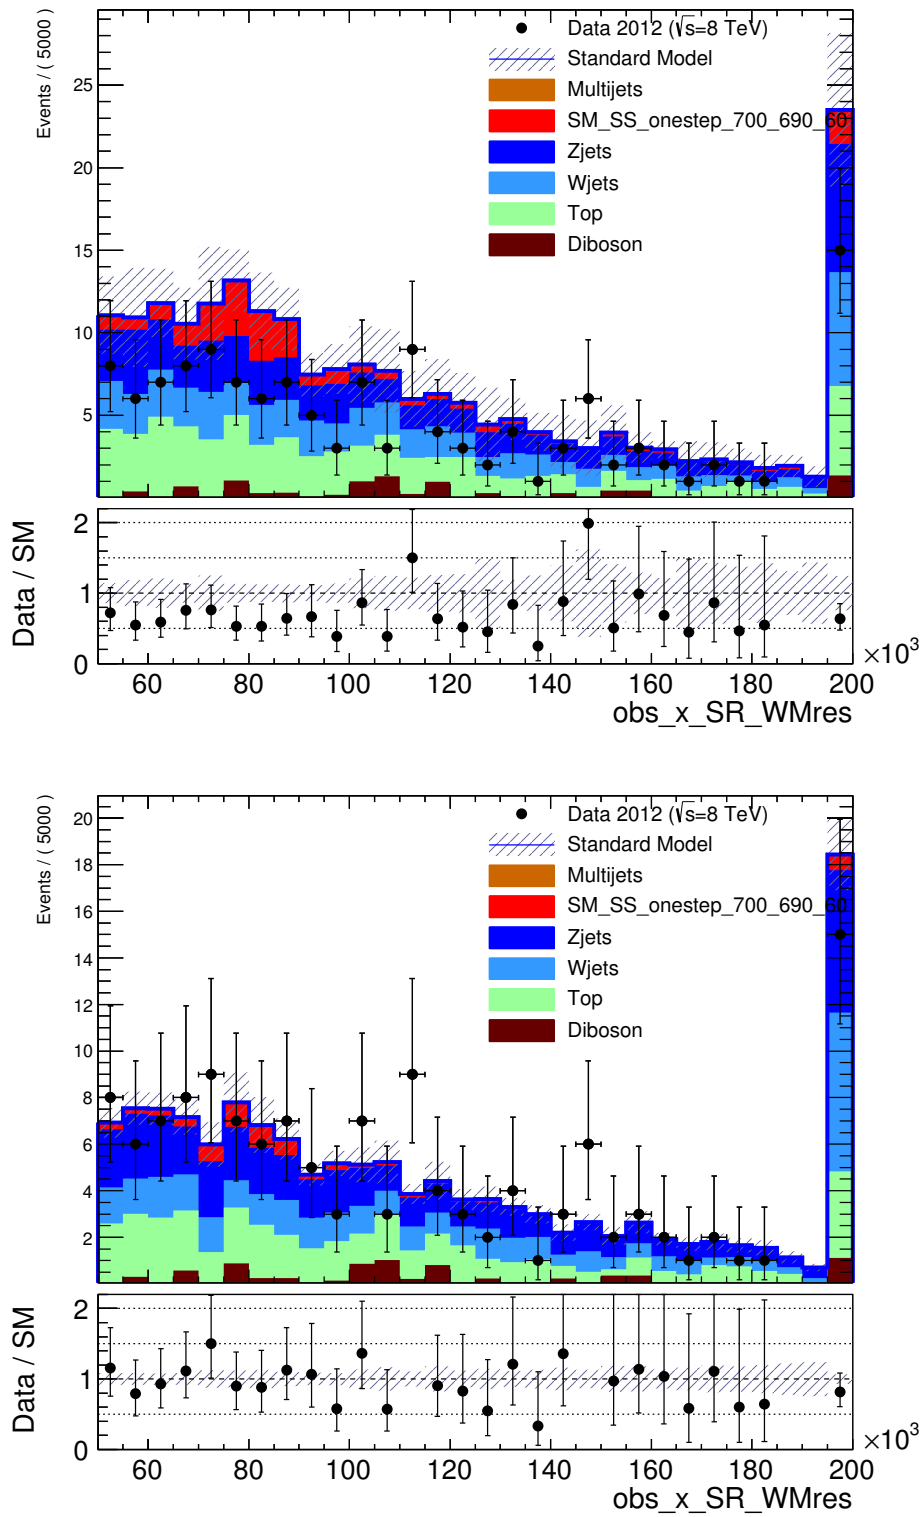 Events / ( 5000 )
Data 2012 (√s=8 TeV)
Standard Model
Multijets
SM_SS_onestep_700_690_60
Zjets
Wjets
Top
Diboson
25
20
15
10
5
Data / SM
2
1
0
60 80 100 120 140 160 180 200
×10³
obs_x_SR_WMres
Events / ( 5000 )
Data 2012 (√s=8 TeV)
Standard Model
Multijets
SM_SS_onestep_700_690_60
Zjets
Wjets
Top
Diboson
20
18
16
14
12
10
8
6
4
2
Data / SM
2
1
0
60 80 100 120 140 160 180 200
×10³
obs_x_SR_WMres